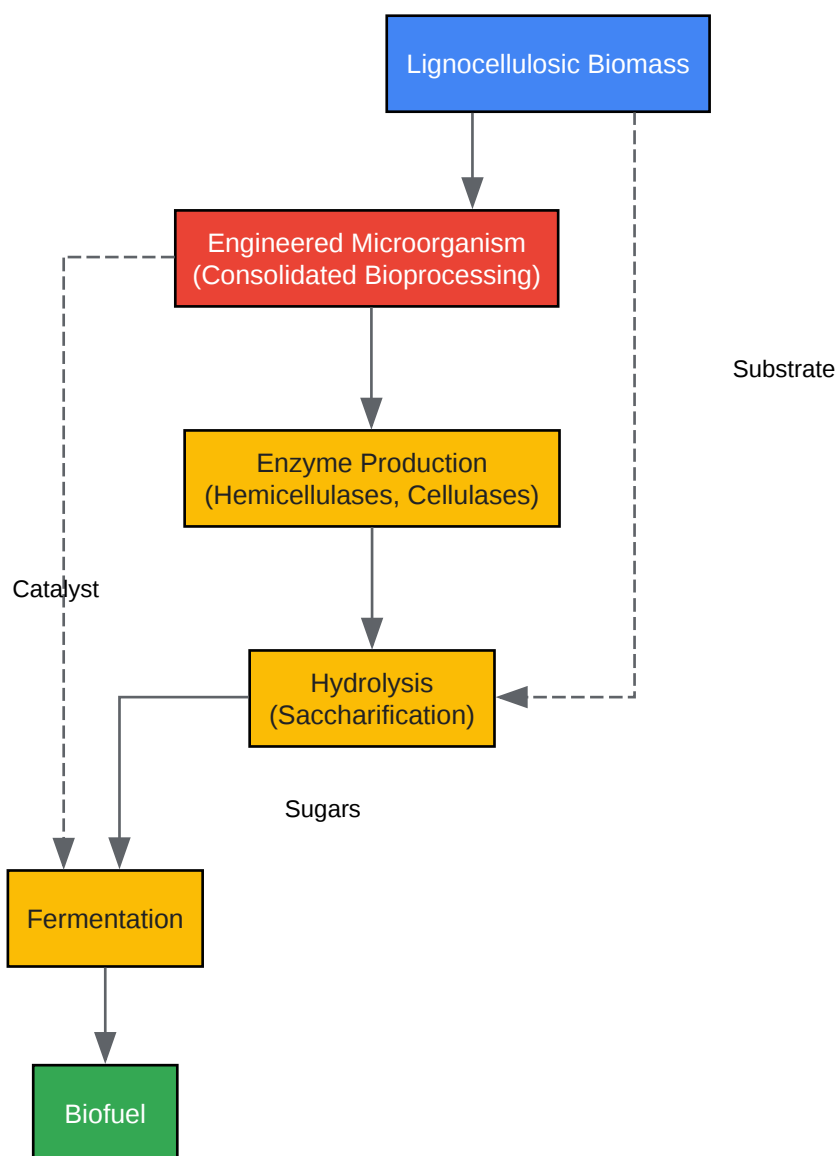 Lignocellulosic Biomass
Engineered Microorganism
(Consolidated Bioprocessing)
Substrate
Enzyme Production
(Hemicellulases, Cellulases)
Catalyst
Hydrolysis
(Saccharification)
Sugars
Fermentation
Biofuel